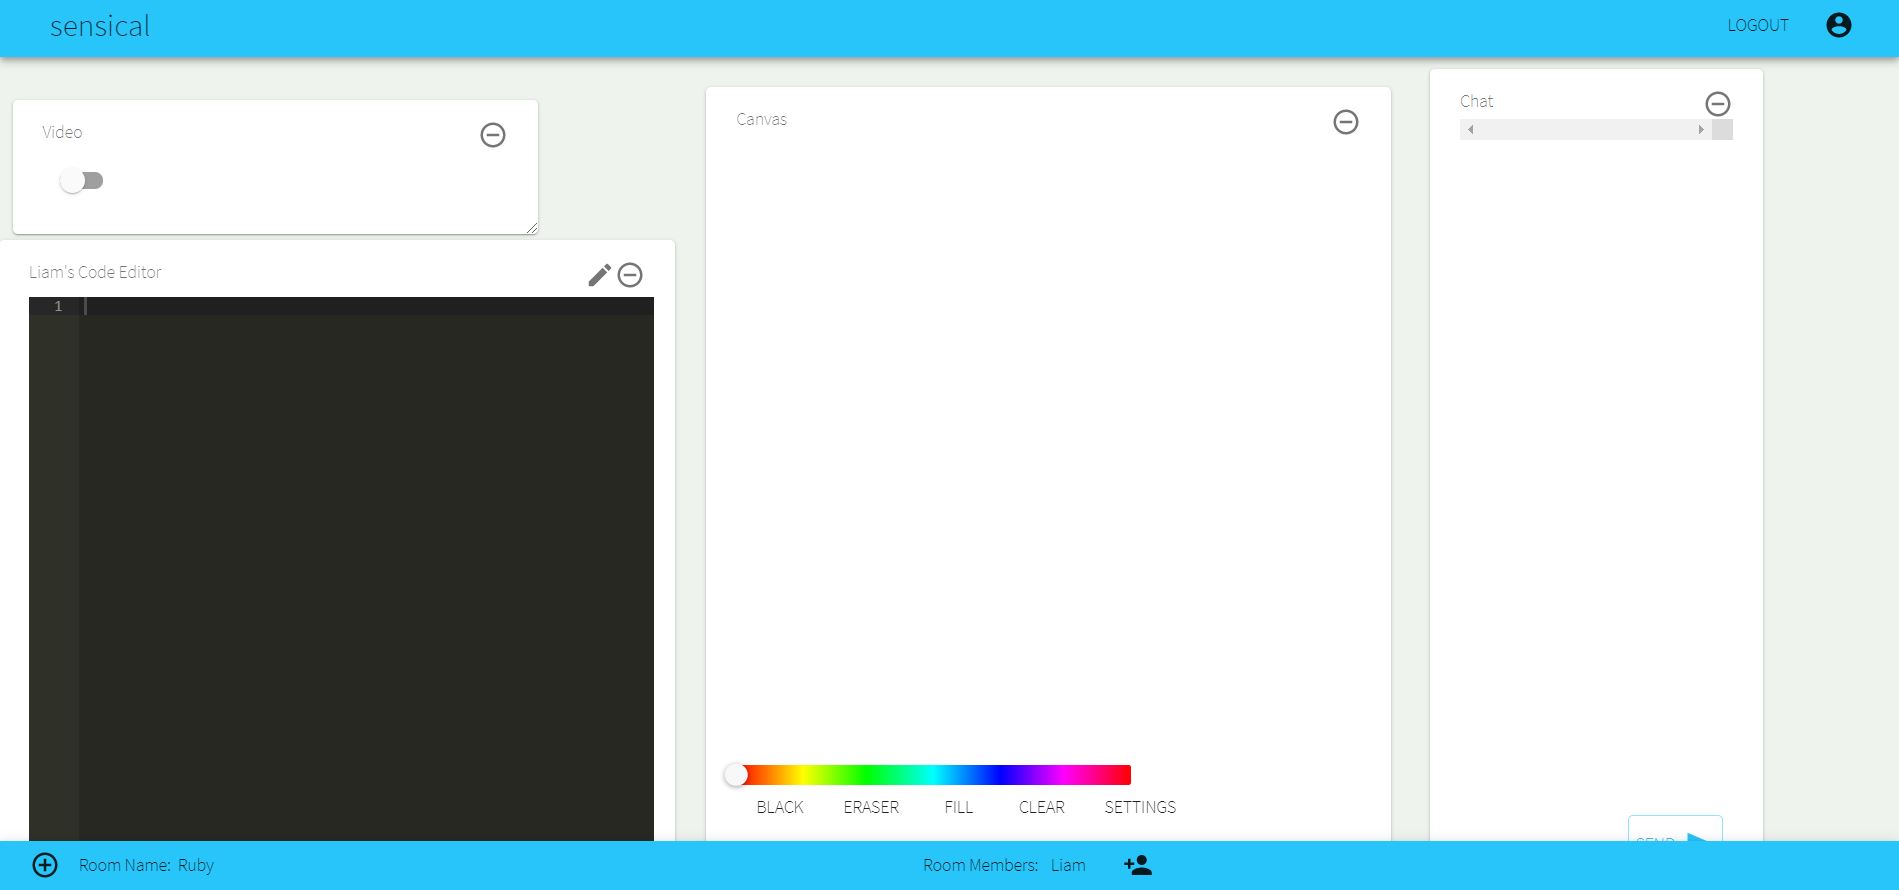 sensical
LOGOUT
Video
Liam's Code Editor
1
Canvas
BLACK ERASER FILL CLEAR SETTINGS
Chat
SEND
Room Name: Ruby
Room Members: Liam